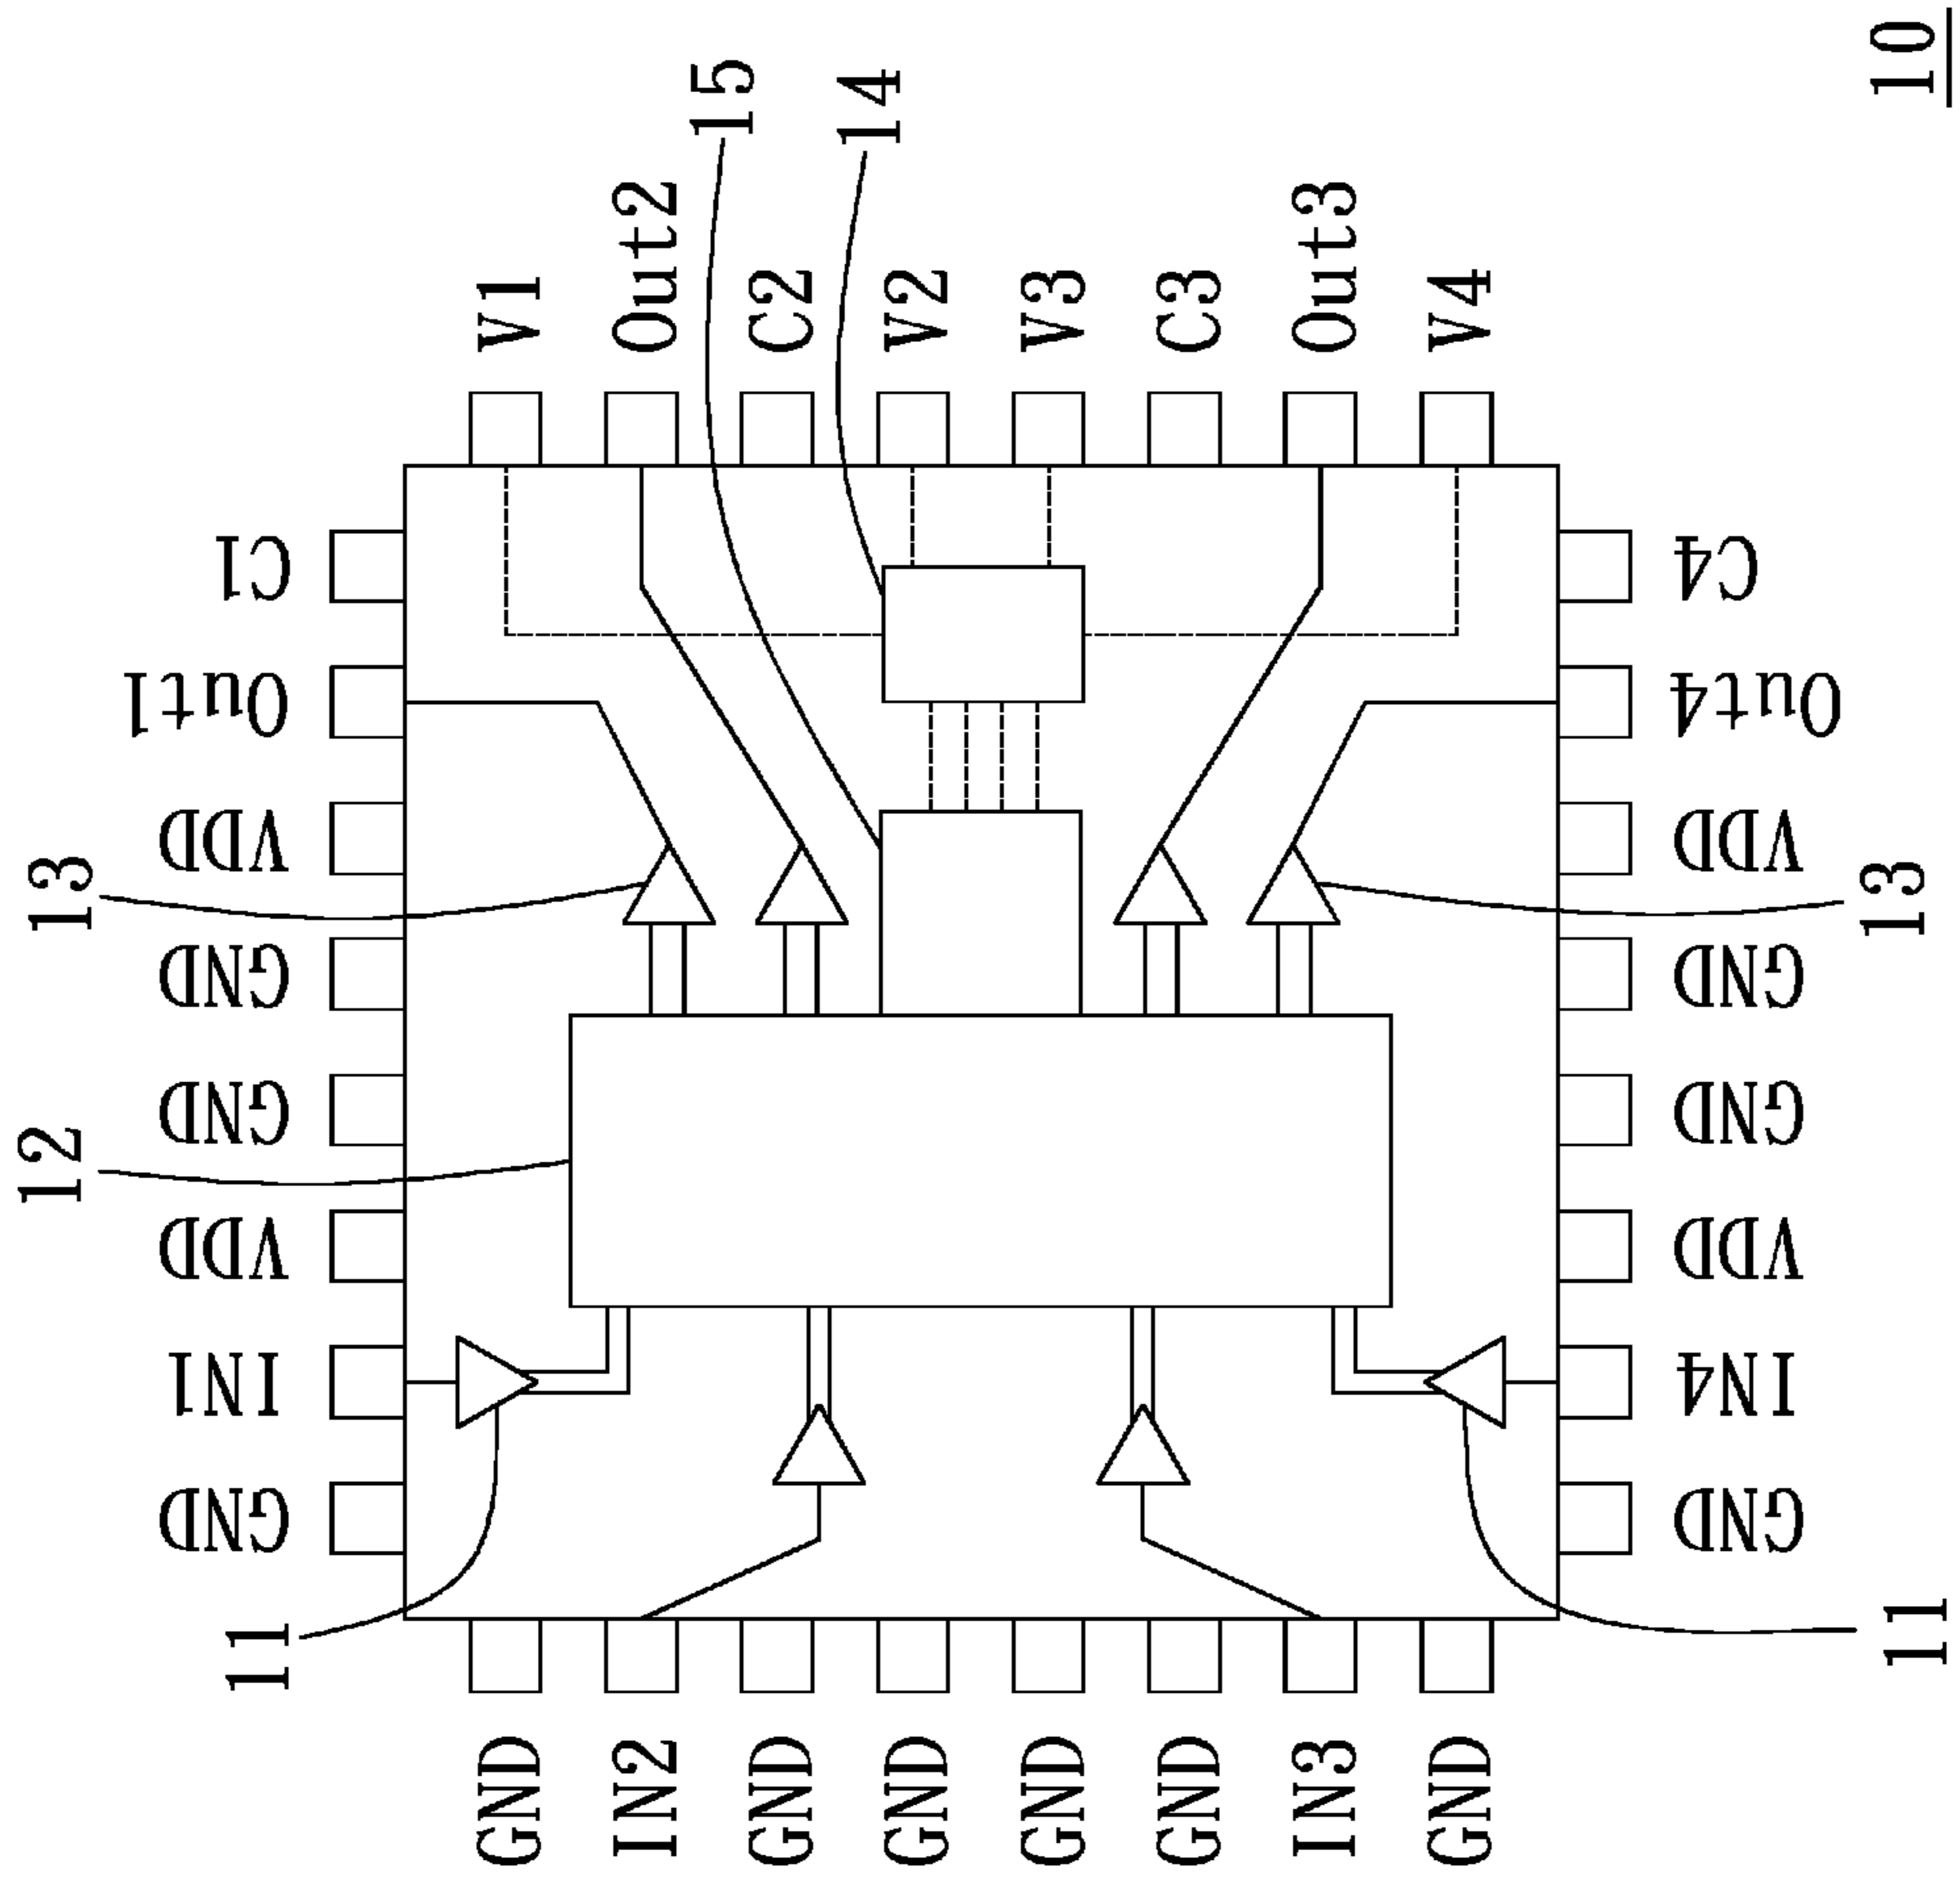 10
15
14
V1
Out2
C2
V2
V3
C3
Out3
V4
C1
Out1
VDD
GND
GND
VDD
IN1
GND
C4
Out4
VDD
GND
GND
VDD
IN4
GND
13
13
12
11
11
GND
IN2
GND
GND
GND
GND
IN3
GND